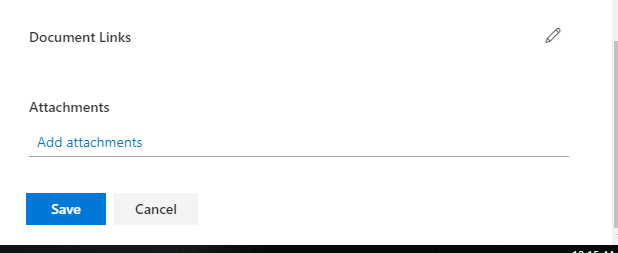 Document Links
Attachments
Add attachments
Save
Cancel